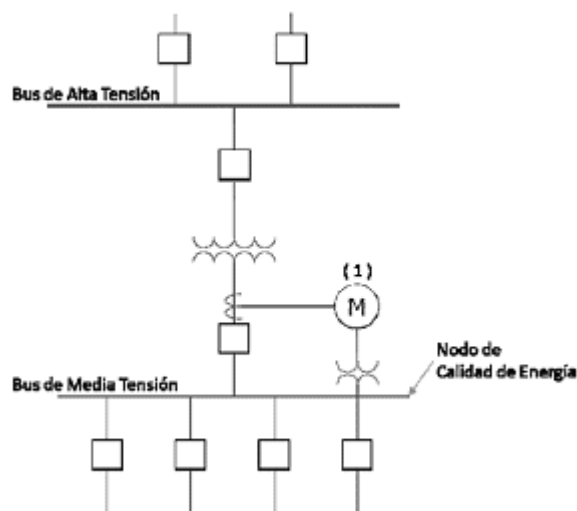 Bus de Alta Tensión
(1)
M
Nodo de
Calidad de Energía
Bus de Media Tensión